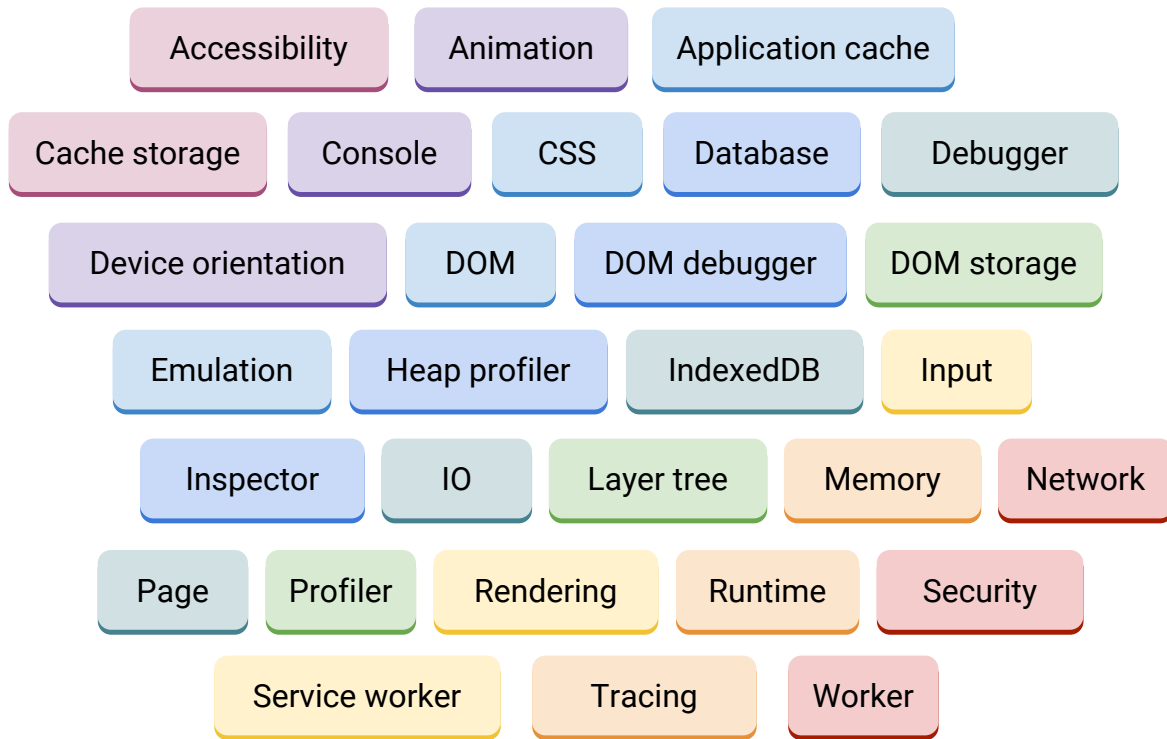 Accessibility Animation Application cache
Cache storage Console CSS Database Debugger
Device orientation DOM DOM debugger DOM storage
Emulation Heap profiler IndexedDB Input
Inspector IO Layer tree Memory Network
Page Profiler Rendering Runtime Security
Service worker Tracing Worker